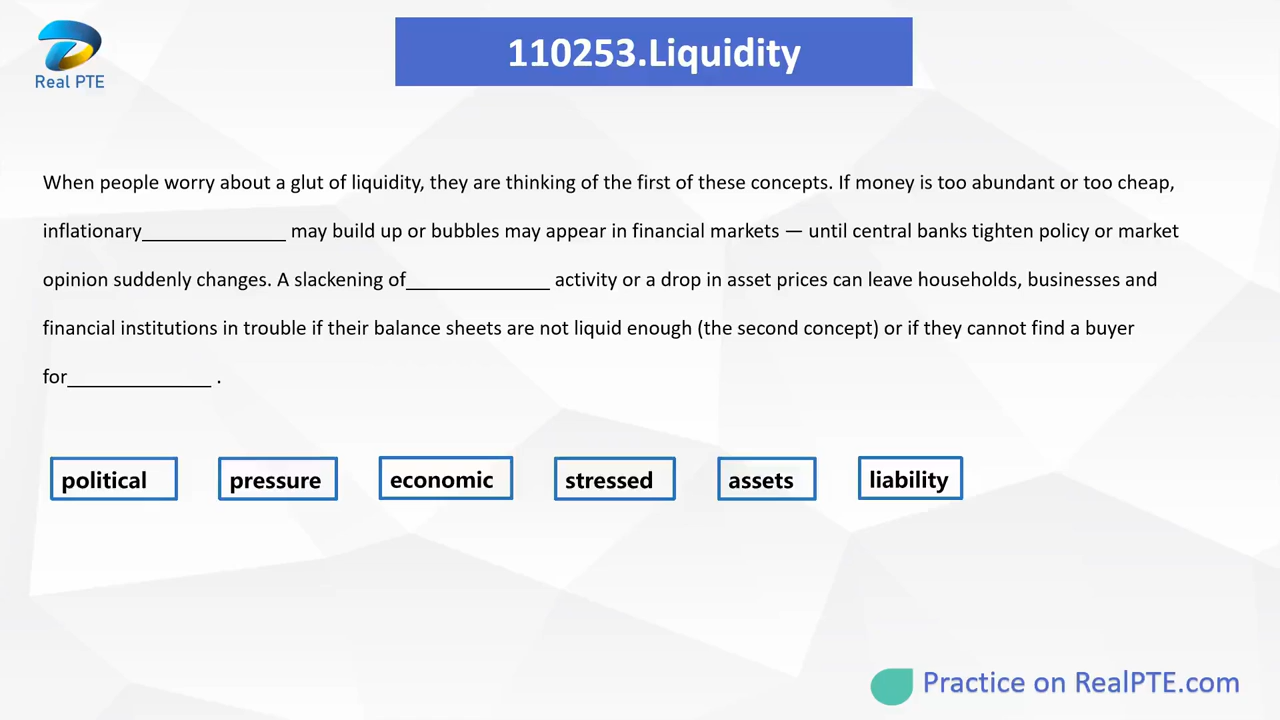 Real PTE
110253.Liquidity
When people worry about a glut of liquidity, they are thinking of the first of these concepts. If money is too abundant or too cheap,
inflationary_____________ may build up or bubbles may appear in financial markets — until central banks tighten policy or market
opinion suddenly changes. A slackening of_____________ activity or a drop in asset prices can leave households, businesses and
financial institutions in trouble if their balance sheets are not liquid enough (the second concept) or if they cannot find a buyer
for_____________ .
political pressure economic stressed assets liability
Practice on RealPTE.com